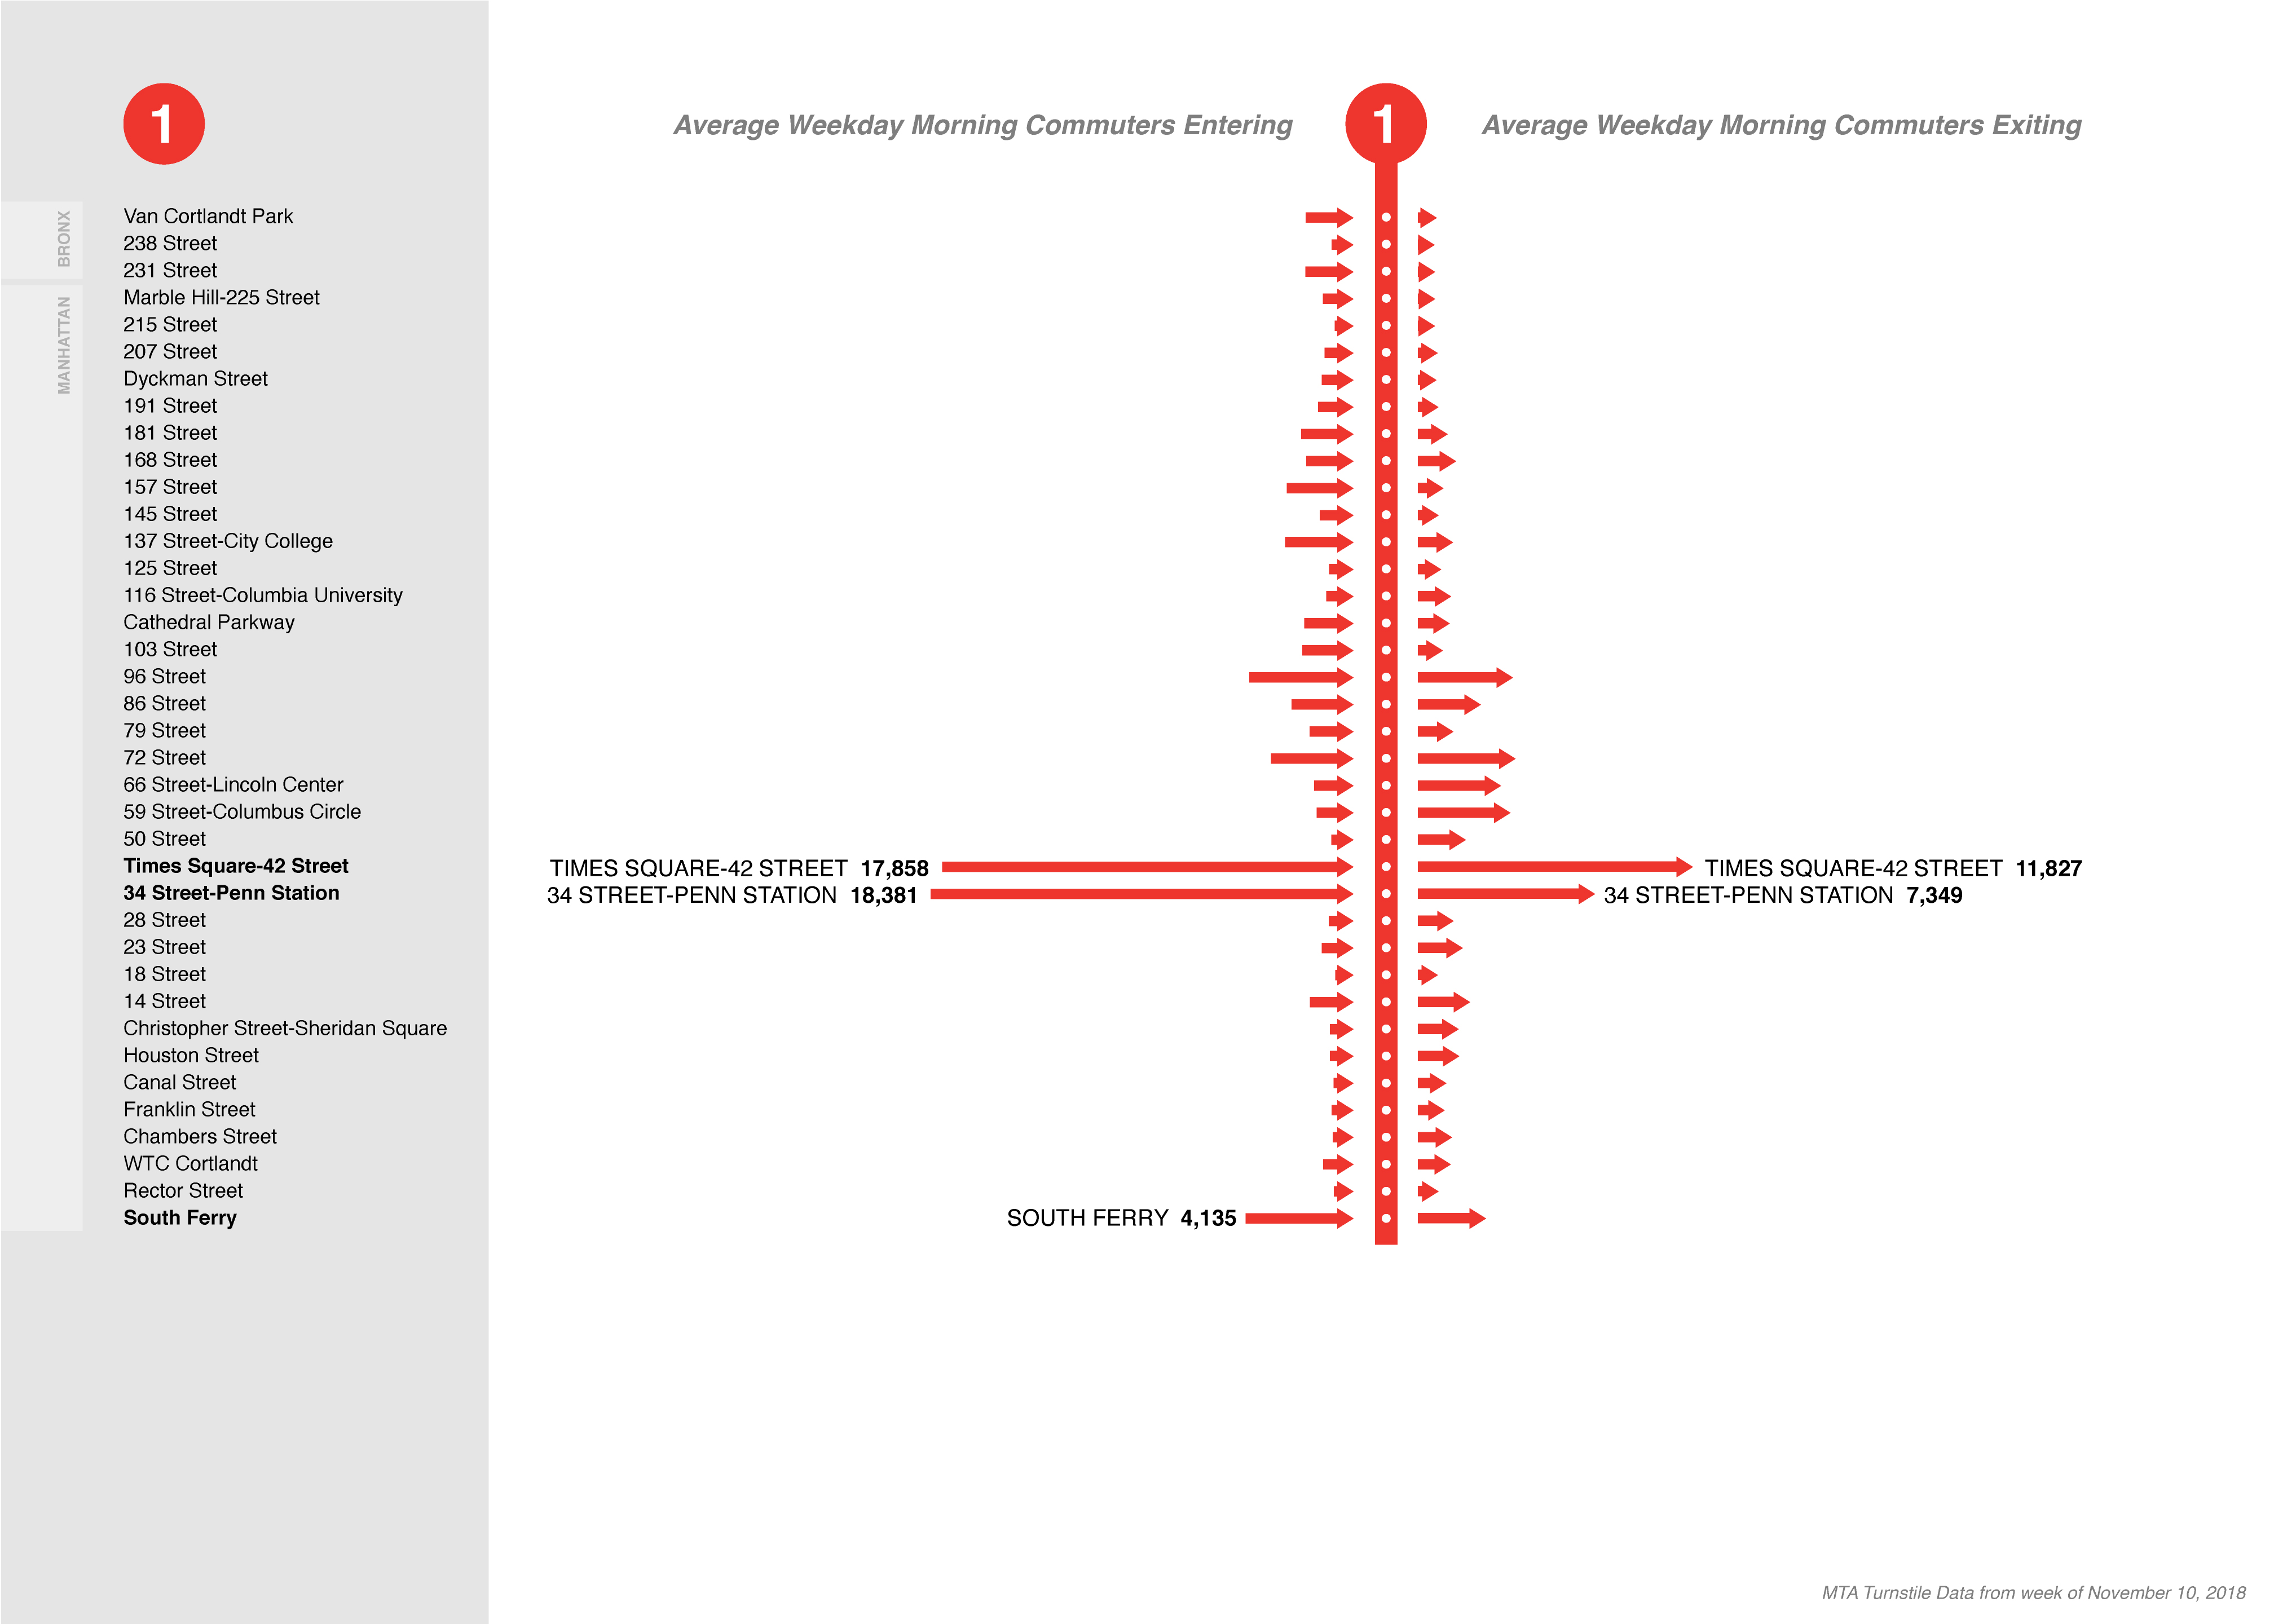 1
Average Weekday Morning Commuters Entering
1
Average Weekday Morning Commuters Exiting
BRONX
MANHATTAN
Van Cortlandt Park
238 Street
231 Street
Marble Hill-225 Street
215 Street
207 Street
Dyckman Street
191 Street
181 Street
168 Street
157 Street
145 Street
137 Street-City College
125 Street
116 Street-Columbia University
Cathedral Parkway
103 Street
96 Street
86 Street
79 Street
72 Street
66 Street-Lincoln Center
59 Street-Columbus Circle
50 Street
Times Square-42 Street
34 Street-Penn Station
28 Street
23 Street
18 Street
14 Street
Christopher Street-Sheridan Square
Houston Street
Canal Street
Franklin Street
Chambers Street
WTC Cortlandt
Rector Street
South Ferry
TIMES SQUARE-42 STREET 17,858
34 STREET-PENN STATION 18,381
SOUTH FERRY 4,135
TIMES SQUARE-42 STREET 11,827
34 STREET-PENN STATION 7,349
MTA Turnstile Data from week of November 10, 2018